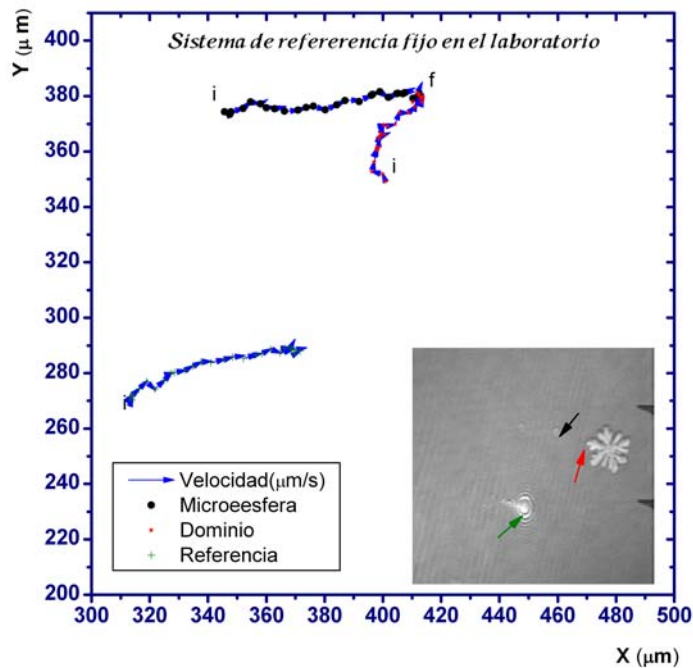 Sistema de refererencia fijo en el laboratorio
Y (μm)
400
380
360
340
320
300
280
260
240
220
200
i
f
i
i
Velocidad(μm/s)
Microeesfera
Dominio
Referencia
300 320 340 360 380 400 420 440 460 480 500
X (μm)